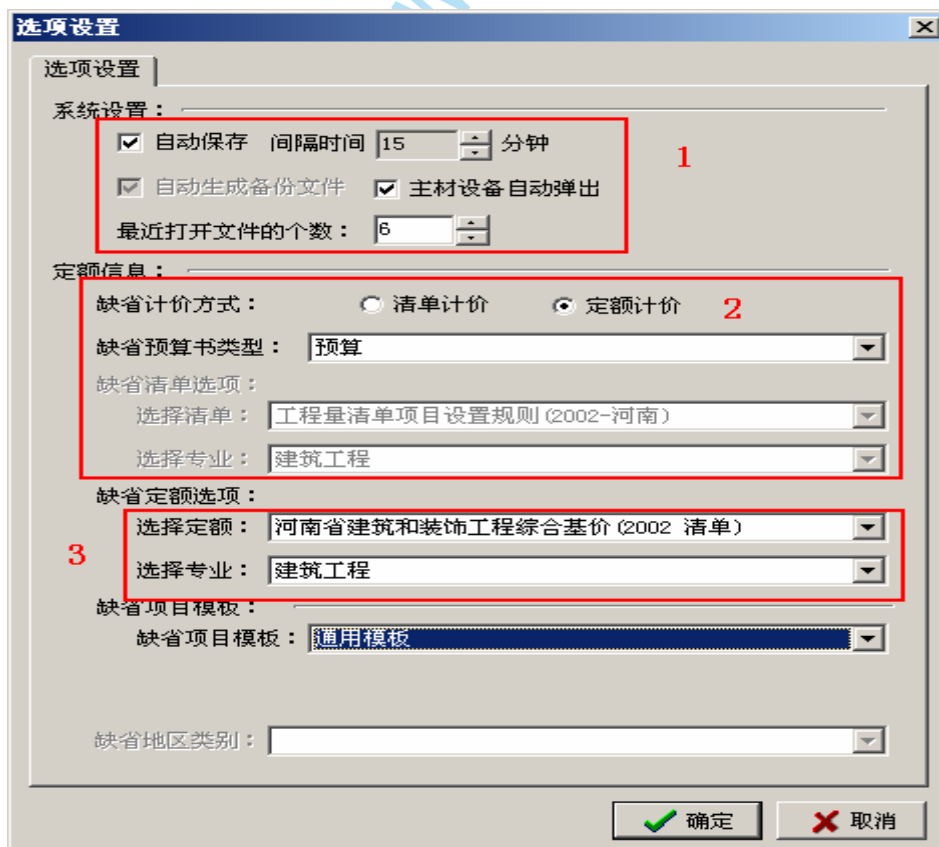 选项设置
选项设置
系统设置：
自动保存 间隔时间 15 分钟
1
自动生成备份文件 主材设备自动弹出
最近打开文件的个数： 6
定额信息：
缺省计价方式： 清单计价 定额计价 2
缺省预算书类型： 预算
缺省清单选项：
选择清单： 工程量清单项目设置规则(2002-河南)
选择专业： 建筑工程
缺省定额选项：
选择定额： 河南省建筑和装饰工程综合基价(2002 清单)
3
选择专业： 建筑工程
缺省项目模板：
缺省项目模板： 通用模板
缺省地区类别：
确定 取消